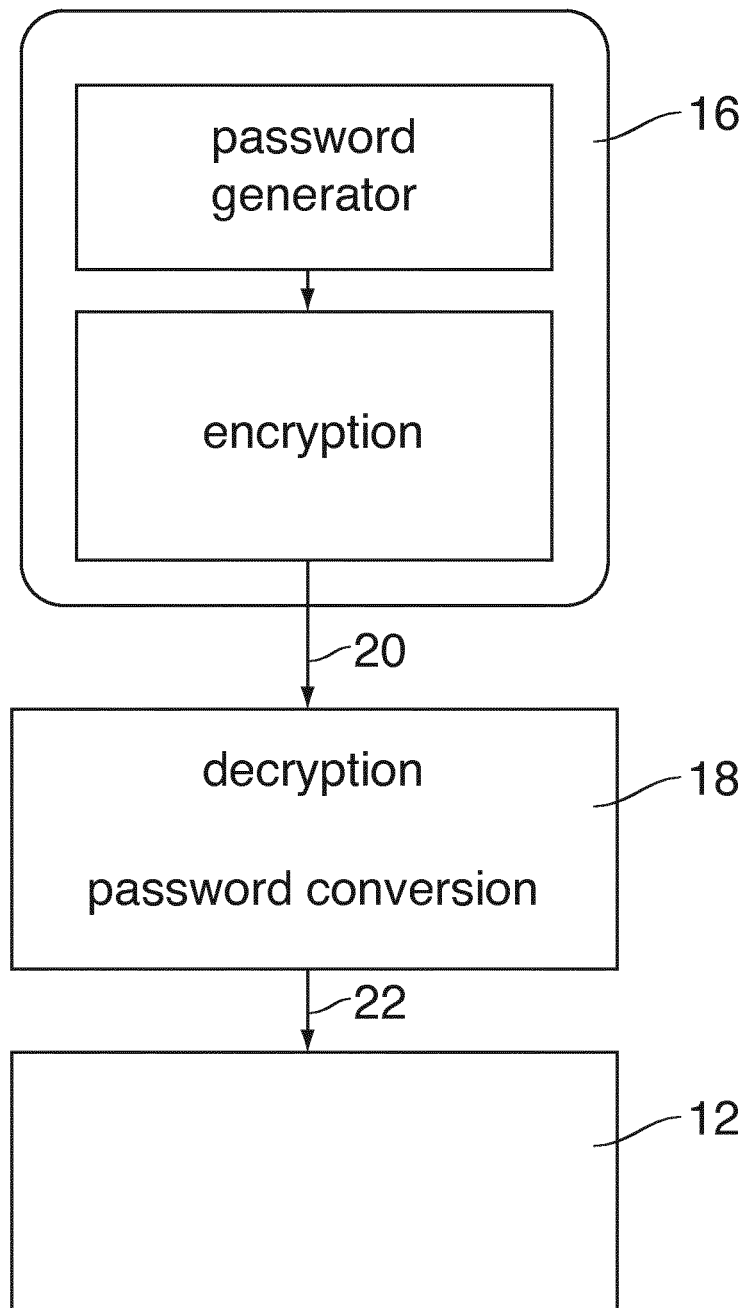 password
generator
16
encryption
20
decryption
18
password conversion
22
12